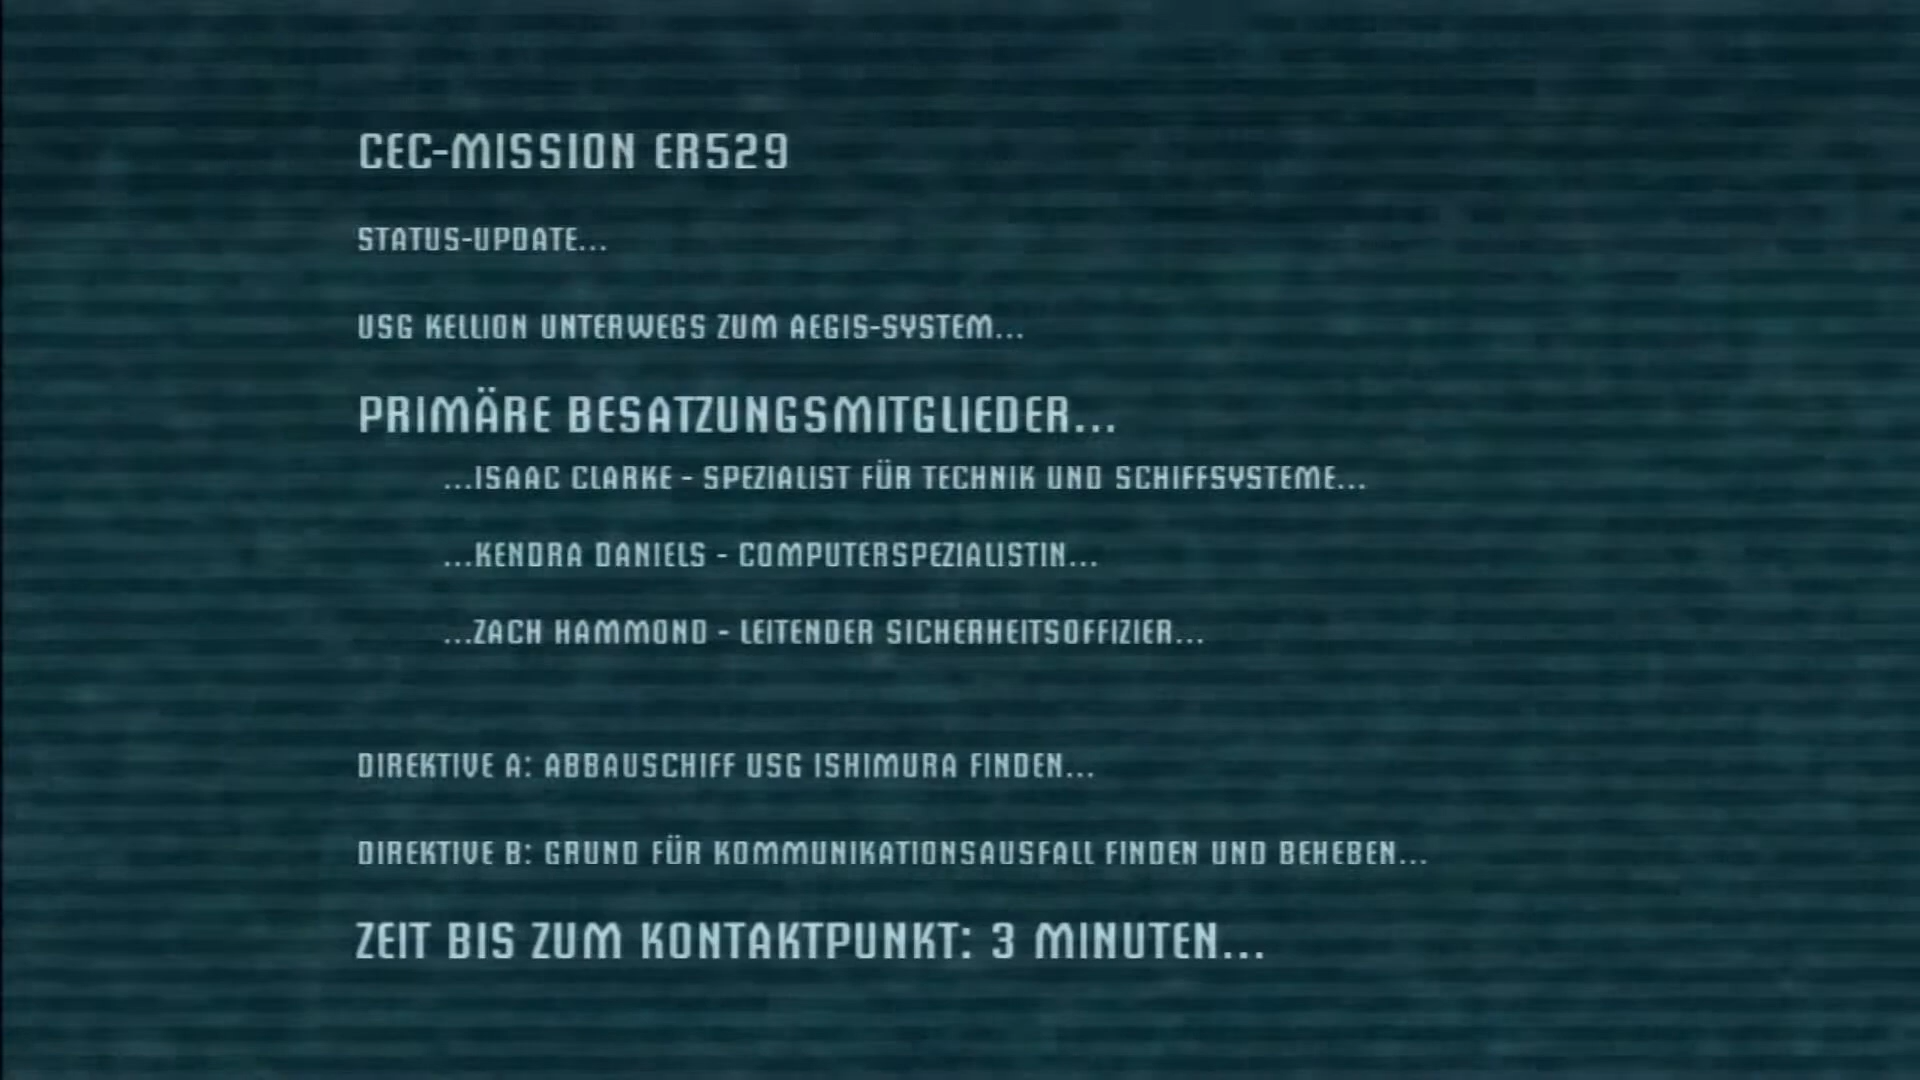 CEC-MISSION ER529
STATUS-UPDATE...
USG KELLION UNTERWEGS ZUM AEGIS-SYSTEM...
PRIMÄRE BESATZUNGSMITGLIEDER...
...ISAAC CLARKE - SPEZIALIST FÜR TECHNIK UND SCHIFFSYSTEME...
...KENDRA DANIELS - COMPUTERSPEZIALISTIN...
...ZACH HAMMOND - LEITENDER SICHERHEITSOFFIZIER...
DIREKTIVE A: ABBAUSCHIFF USG ISHIMURA FINDEN...
DIREKTIVE B: GRUND FÜR KOMMUNIKATIONSAUSFALL FINDEN UND BEHEBEN...
ZEIT BIS ZUM KONTAKTPUNKT: 3 MINUTEN...